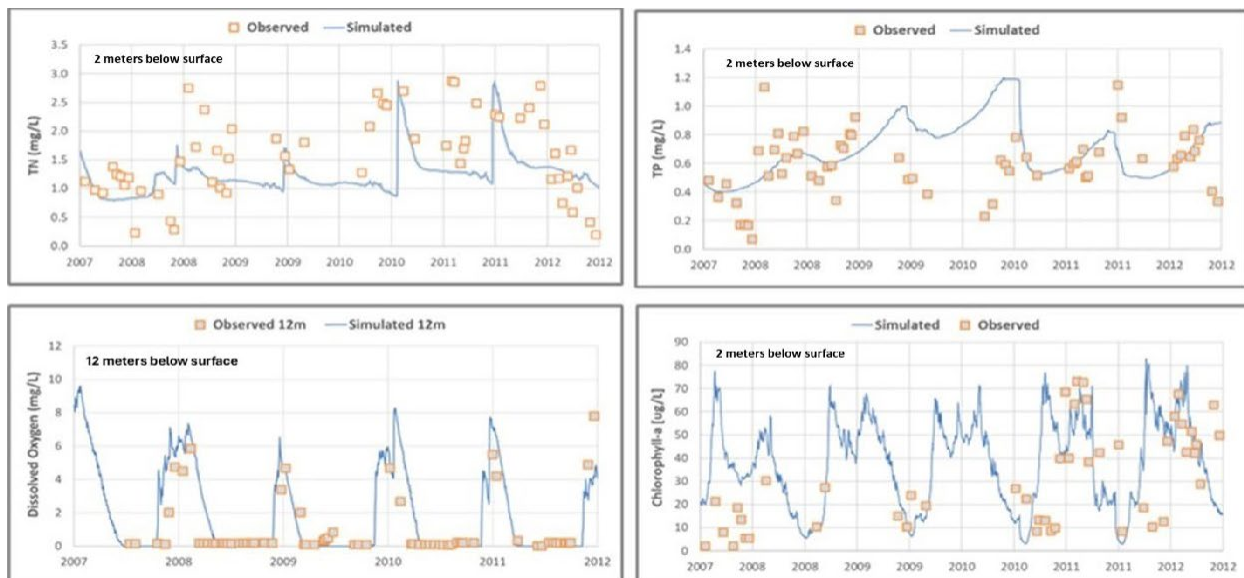 Observed Simulated
2 meters below surface
TN (mg/L)
3.5
3.0
2.5
2.0
1.5
1.0
0.5
0.0
2007 2008 2008 2009 2009 2010 2010 2011 2011 2012 2012
Observed Simulated
2 meters below surface
TP (mg/L)
1.4
1.2
1.0
0.8
0.6
0.4
0.2
0.0
2007 2008 2008 2009 2009 2010 2010 2011 2011 2012 2012
Observed 12m Simulated 12m
12 meters below surface
Dissolved Oxygen (mg/L)
12
10
8
6
4
2
0
2007 2008 2009 2010 2011 2012
Simulated Observed
2 meters below surface
Chlorophyll-a [ug/L]
90
80
70
60
50
40
30
20
10
0
2007 2008 2008 2009 2009 2010 2010 2011 2011 2012 2012